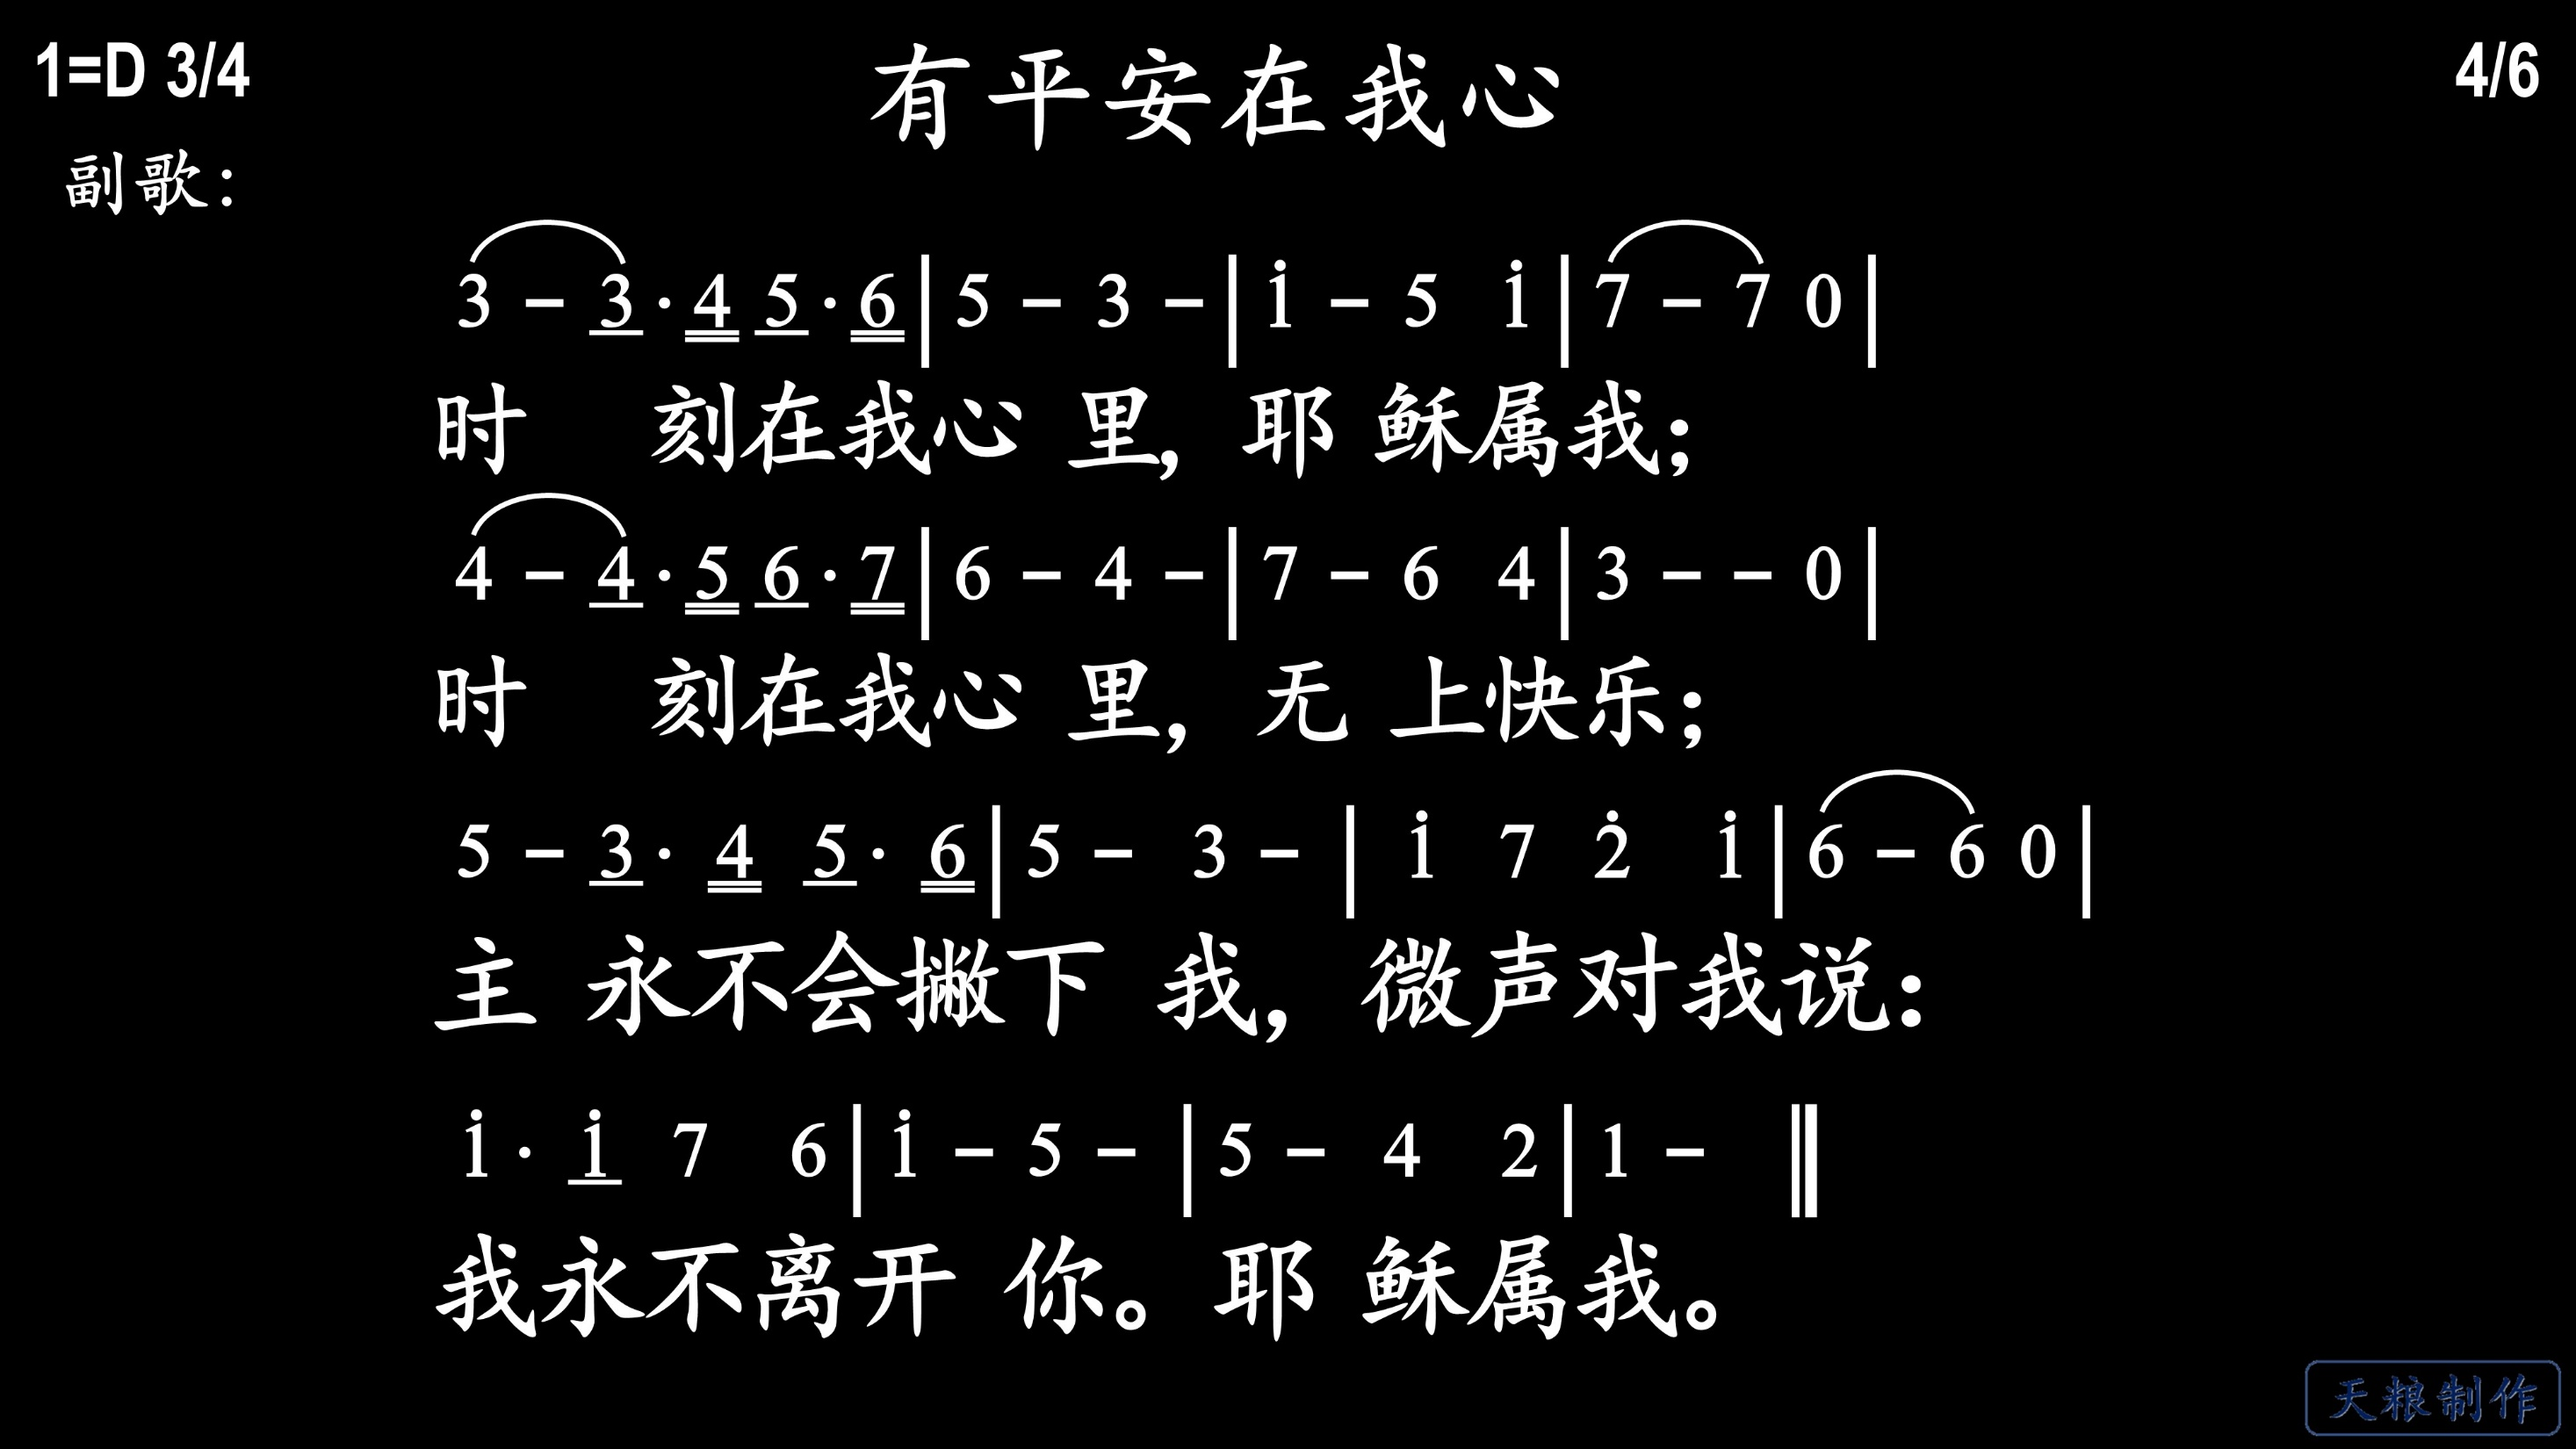 1=D 3/4 有平安在我心 4/6
副歌：
3 - 3 · 4 5 · 6 | 5 - 3 - | i - 5 i | 7 - 7 0 |
时 刻在我心 里, 耶 稣属我;
4 - 4 · 5 6 · 7 | 6 - 4 - | 7 - 6 4 | 3 - - 0 |
时 刻在我心 里, 无 上快乐;
5 - 3 · 4 5 · 6 | 5 - 3 - | i 7 2̇ i | 6 - 6 0 |
主 永不会撇下 我, 微声对我说:
i · i 7 6 | i - 5 - | 5 - 4 2 | 1 - ‖
我永不离开 你。耶 稣属我。
天粮制作